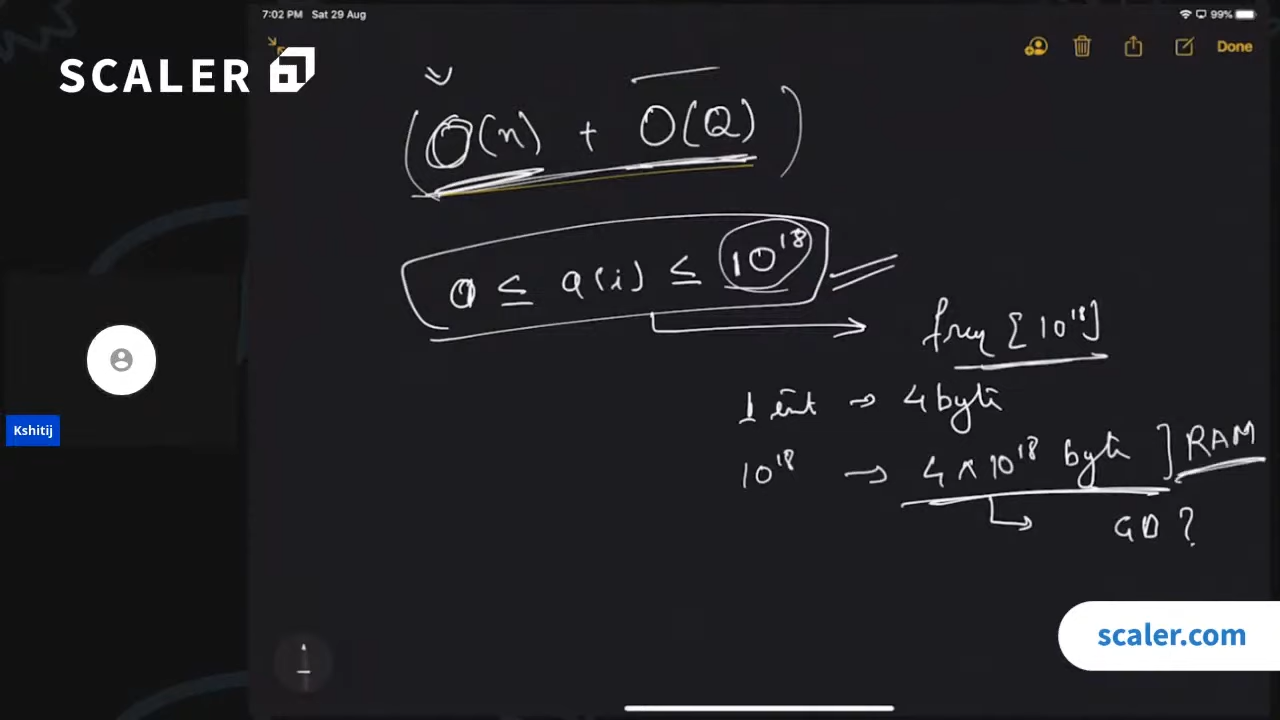 7:02 PM Sat 29 Aug
99%
Done
SCALER
(O(n) + O(Q))
0 ≤ a(i) ≤ 10^18
freq [10^18]
1 int → 4 byte
10^18 → 4 × 10^18 byte ] RAM
GB ?
Kshitij
scaler.com